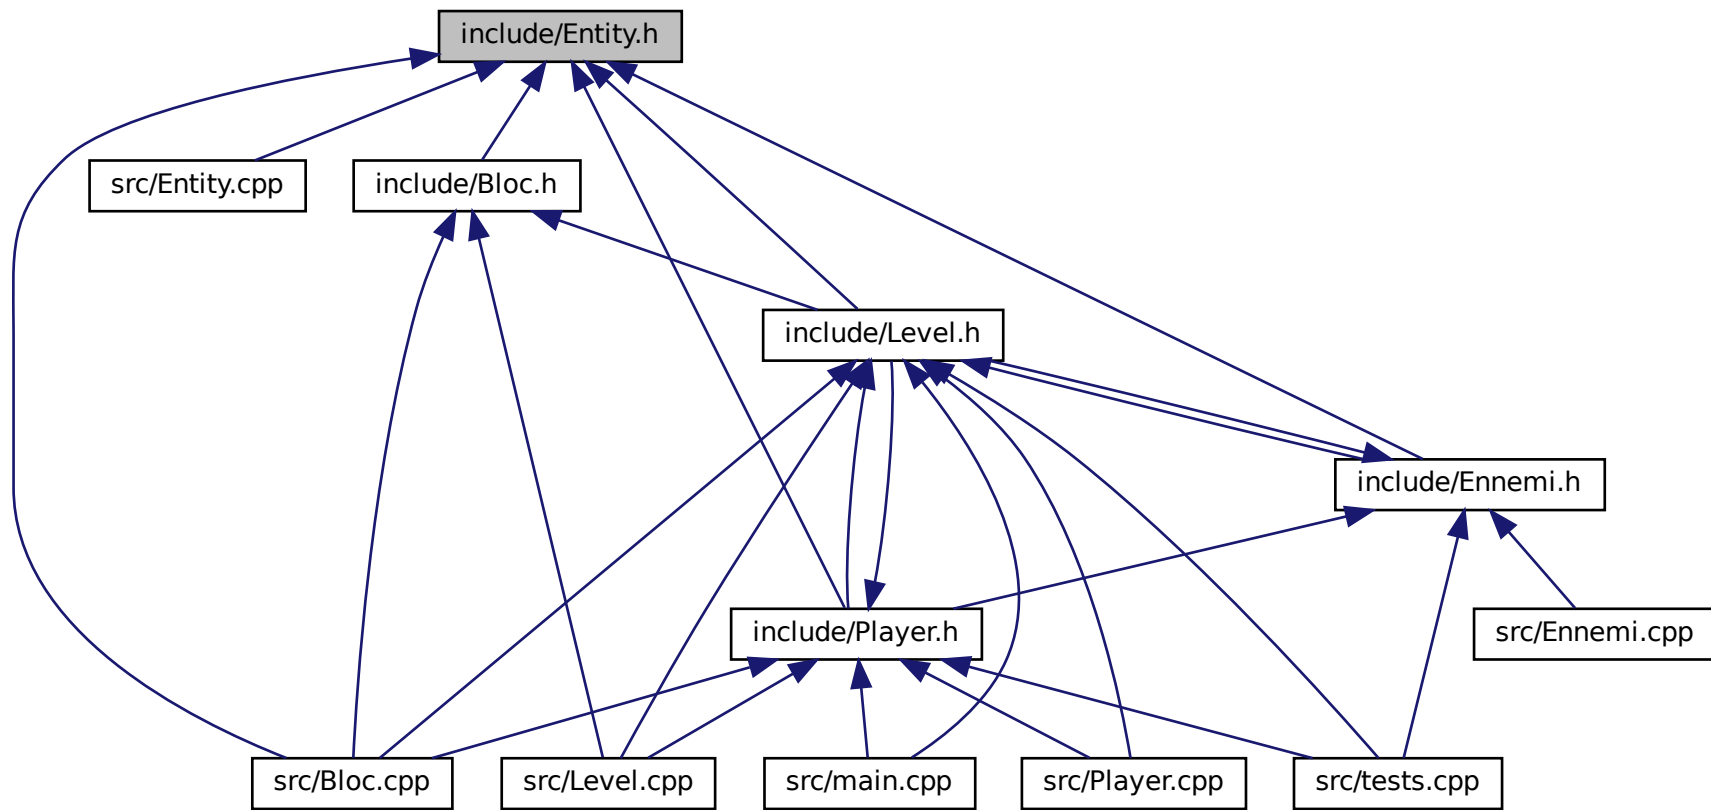 include/Entity.h
src/Entity.cpp
include/Bloc.h
include/Level.h
include/Ennemi.h
include/Player.h
src/Ennemi.cpp
src/Bloc.cpp
src/Level.cpp
src/main.cpp
src/Player.cpp
src/tests.cpp